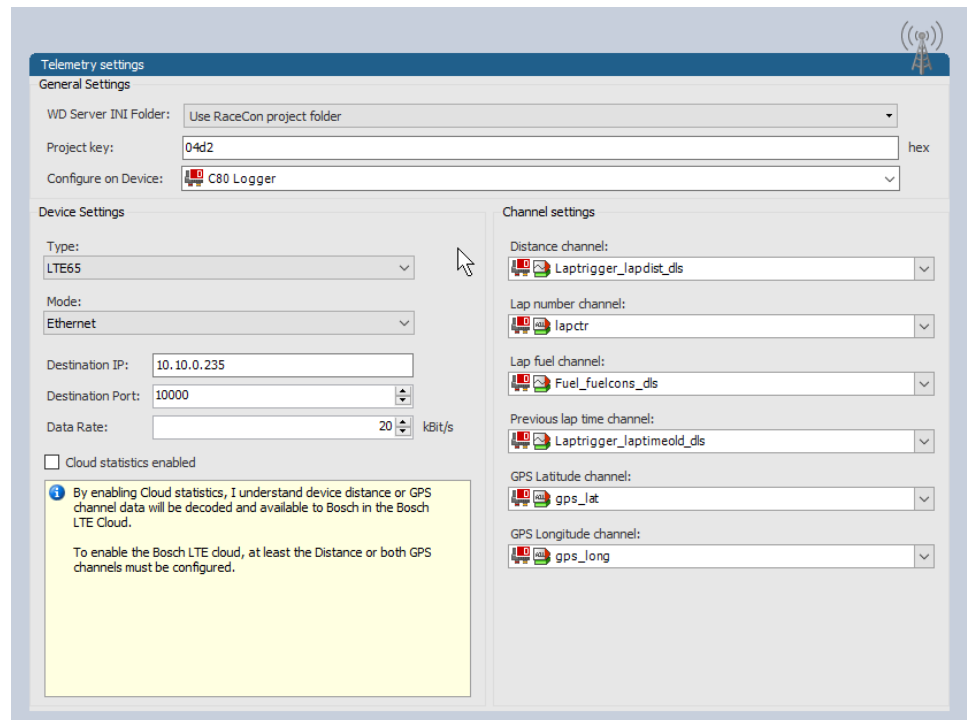 Telemetry settings
General Settings
WD Server INI Folder: Use RaceCon project folder
Project key: 04d2 hex
Configure on Device: C80 Logger
Device Settings
Type:
LTE65
Mode:
Ethernet
Destination IP: 10.10.0.235
Destination Port: 10000
Data Rate: 20 kBit/s
Cloud statistics enabled
By enabling Cloud statistics, I understand device distance or GPS
channel data will be decoded and available to Bosch in the Bosch
LTE Cloud.
To enable the Bosch LTE cloud, at least the Distance or both GPS
channels must be configured.
Channel settings
Distance channel:
Laptrigger_lapdist_dls
Lap number channel:
lapctr
Lap fuel channel:
Fuel_fuelcons_dls
Previous lap time channel:
Laptrigger_laptimeold_dls
GPS Latitude channel:
gps_lat
GPS Longitude channel:
gps_long